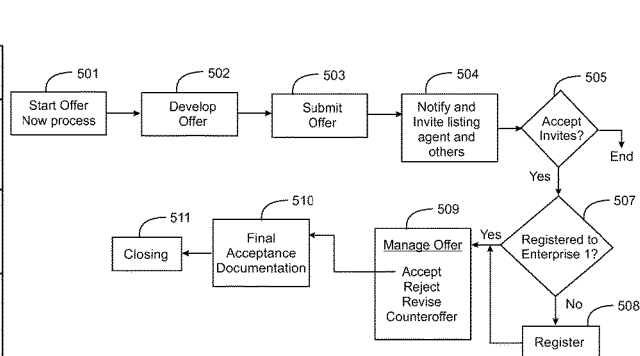 501
502
503
504
505
Start Offer
Now process
Develop
Offer
Submit
Offer
Notify and
Invite listing
agent and
others
Accept
Invites?
End
Yes
507
Registered to
Enterprise 1?
Yes
No
508
Register
509
Manage Offer
Accept
Reject
Revise
Counteroffer
510
Final
Acceptance
Documentation
511
Closing